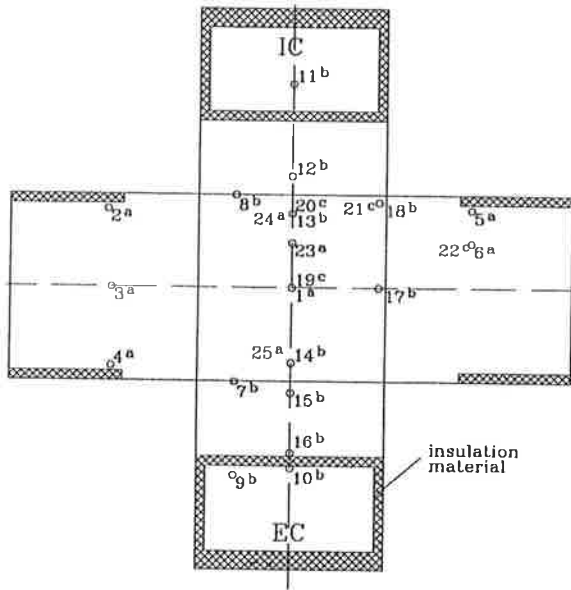 IC
11ᵇ
12ᵇ
8ᵇ
20ᶜ
21ᶜ 18ᵇ
2ᵃ
24ᵃ 13ᵇ
5ᵃ
23ᵃ
22ᶜ 6ᵃ
19ᶜ
3ᵃ
1ᵃ
17ᵇ
25ᵃ 14ᵇ
4ᵃ
7ᵇ
15ᵇ
16ᵇ
insulation
material
10ᵇ
9ᵇ
EC